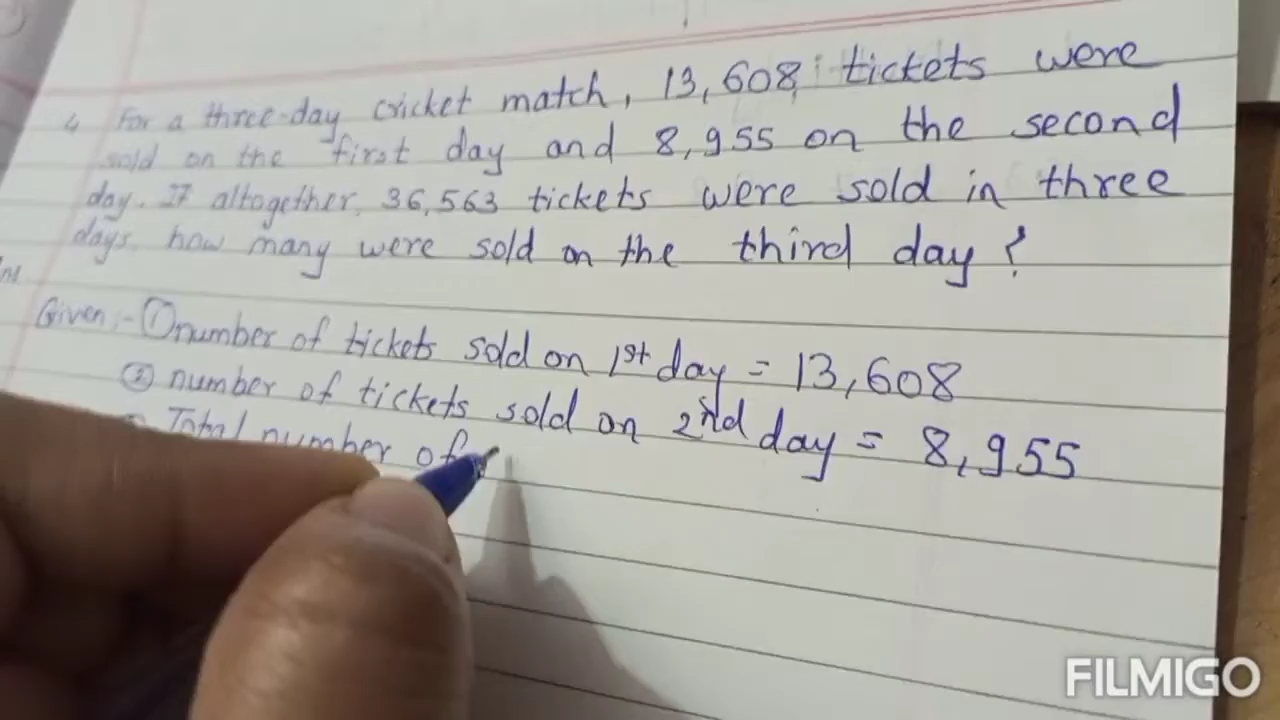 4 For a three-day cricket match, 13,608 tickets were
sold on the first day and 8,955 on the second
day. If altogether, 36,563 tickets were sold in three
days, how many were sold on the third day?
Given :- ① number of tickets sold on 1st day = 13,608
② number of tickets sold on 2nd day = 8,955
Total number of
FILMIGO